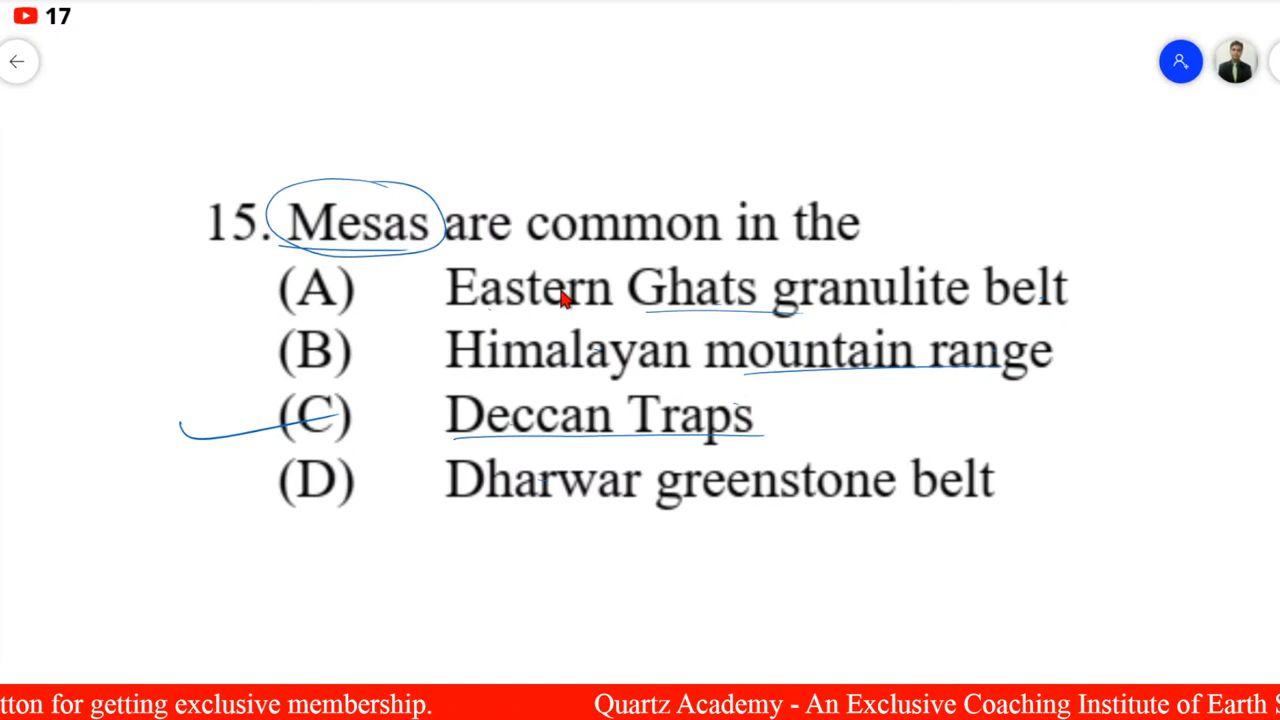 17
15. Mesas are common in the
(A) Eastern Ghats granulite belt
(B) Himalayan mountain range
(C) Deccan Traps
(D) Dharwar greenstone belt
tton for getting exclusive membership. Quartz Academy - An Exclusive Coaching Institute of Earth S